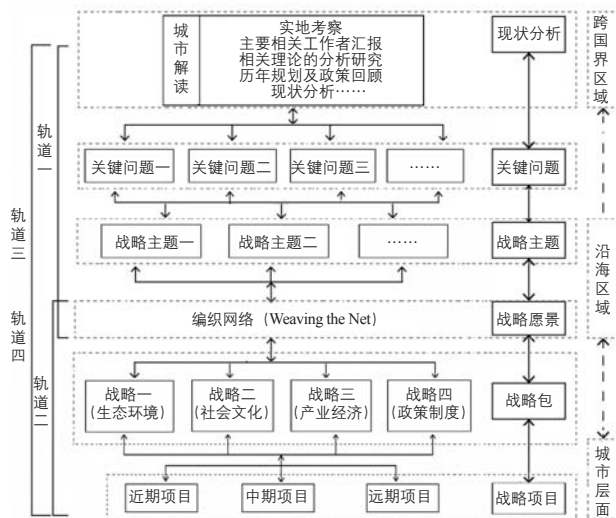 城市解读
实地考察
主要相关工作者汇报
相关理论的分析研究
历年规划及政策回顾
现状分析……
现状分析
跨国界区域
轨道一
关键问题一
关键问题二
关键问题三
……
关键问题
轨道三
战略主题一
战略主题二
……
战略主题
沿海区域
编织网络 (Weaving the Net)
战略愿景
轨道四
轨道二
战略一
(生态环境)
战略二
(社会文化)
战略三
(产业经济)
战略四
(政策制度)
战略包
近期项目
中期项目
远期项目
战略项目
城市层面